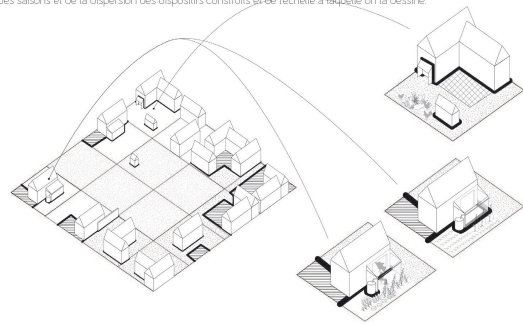 des saisons et de la dispersion des dispositifs construits et de l'échelle à laquelle on la dessine.